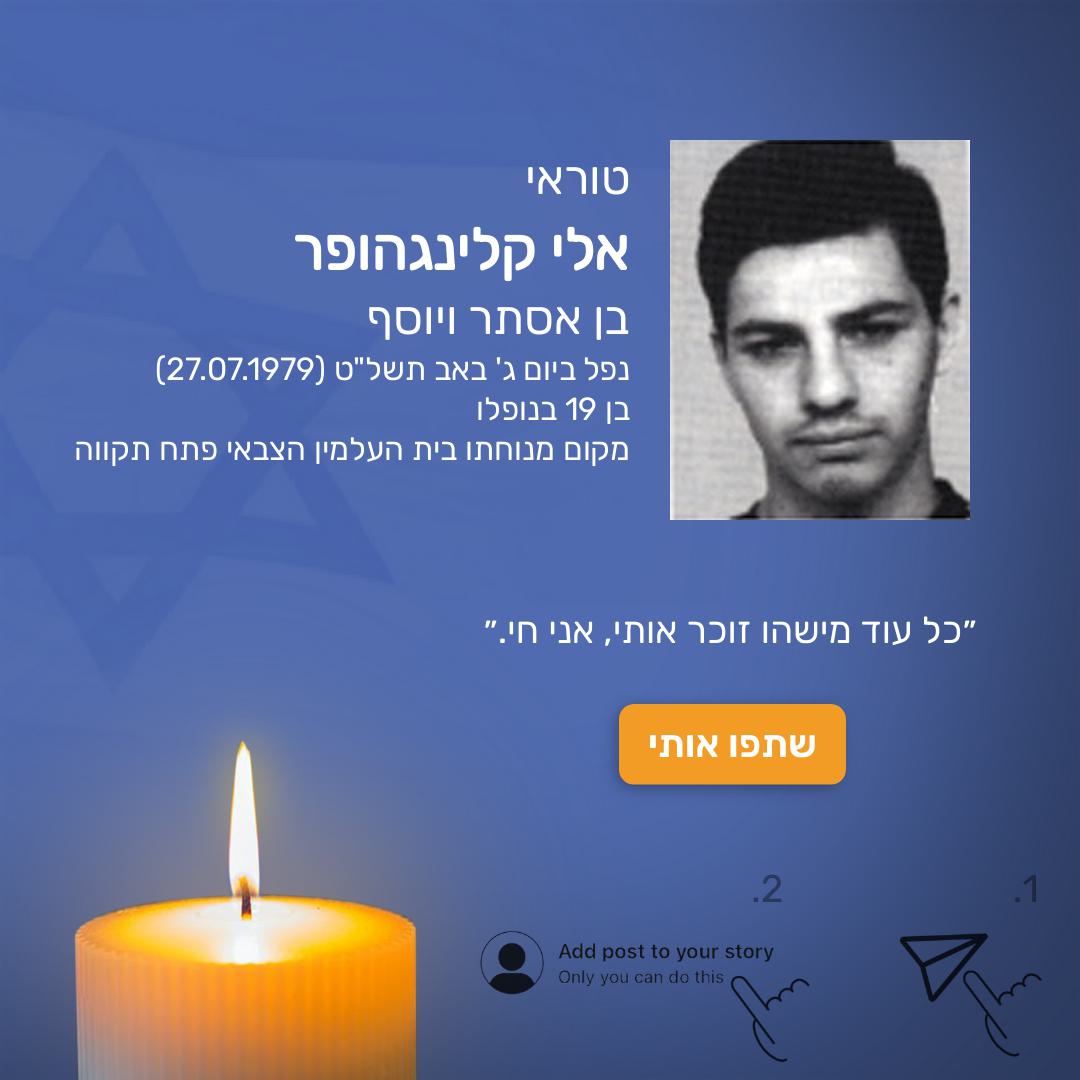 טוראי
אלי קלינגהופר
בן אסתר ויוסף
נפל ביום ג' באב תשל"ט (27.07.1979)
בן 19 בנופלו
מקום מנוחתו בית העלמין הצבאי פתח תקווה
״כל עוד מישהו זוכר אותי, אני חי.״
שתפו אותי
.1
.2
Add post to your story
Only you can do this